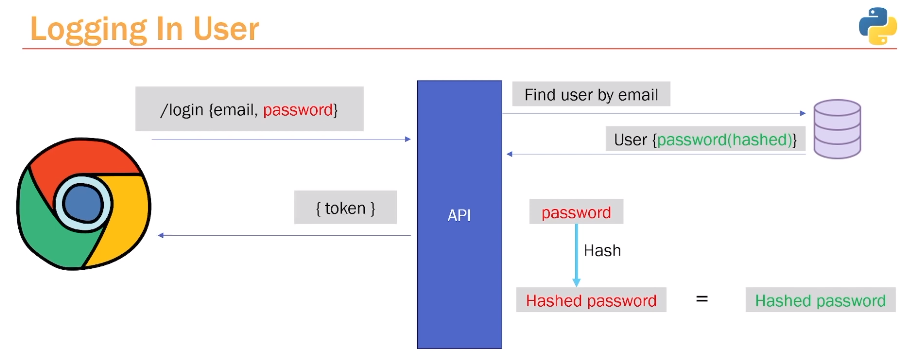 Logging In User
/login {email, password}
Find user by email
User {password(hashed)}
{ token }
API
password
Hash
Hashed password
=
Hashed password